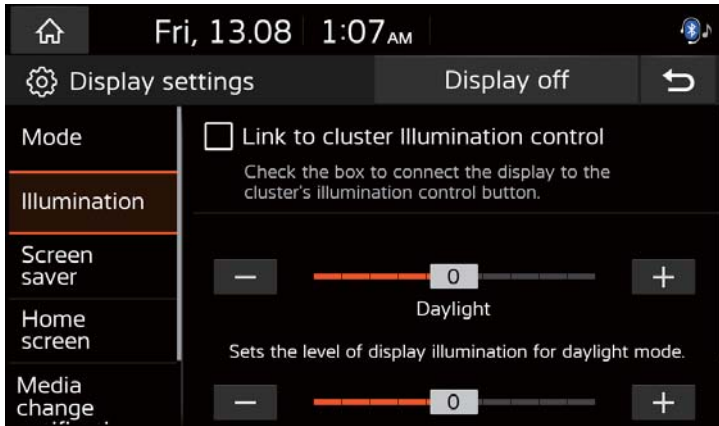 Fri, 13.08 1:07AM
Display settings
Display off
Mode
Illumination
Screen
saver
Home
screen
Media
change
Link to cluster Illumination control
Check the box to connect the display to the
cluster's illumination control button.
− 0 +
Daylight
Sets the level of display illumination for daylight mode.
− 0 +